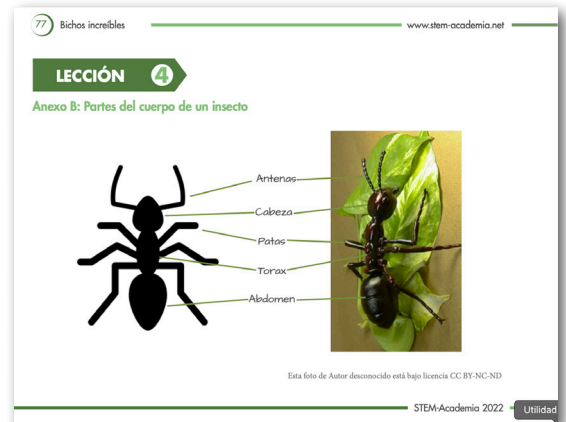 77 Bichos increíbles www.stem-academia.net
LECCIÓN 4
Anexo B: Partes del cuerpo de un insecto
Antenas
Cabeza
Patas
Torax
Abdomen
Esta foto de Autor desconocido está bajo licencia CC BY-NC-ND
STEM-Academia 2022
Utilidad